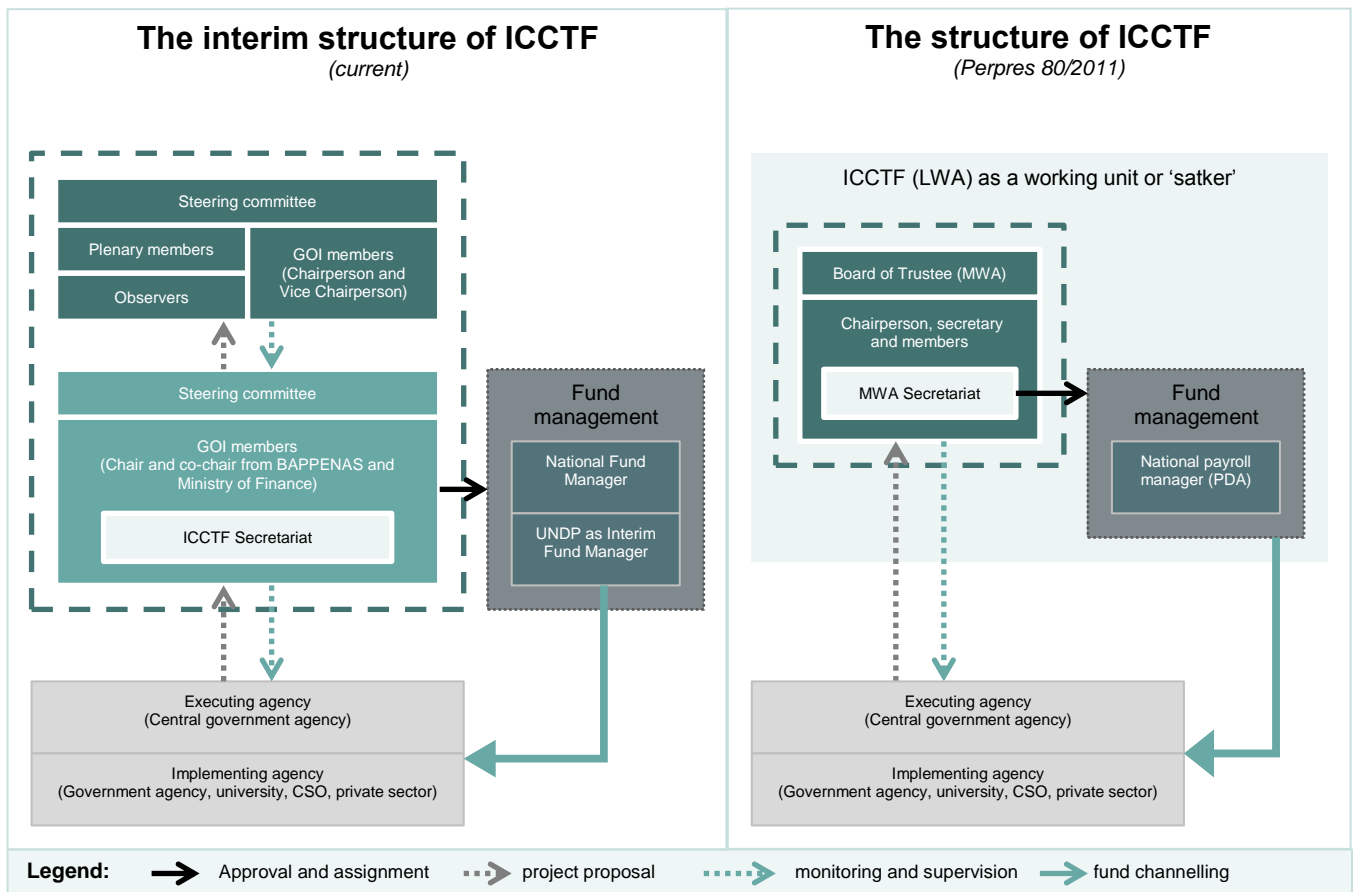 The interim structure of ICCTF
(current)
Steering committee
Plenary members
Observers
GOI members
(Chairperson and
Vice Chairperson)
Steering committee
GOI members
(Chair and co-chair from BAPPENAS and
Ministry of Finance)
ICCTF Secretariat
Fund
management
National Fund
Manager
UNDP as Interim
Fund Manager
Executing agency
(Central government agency)
Implementing agency
(Government agency, university, CSO, private sector)
The structure of ICCTF
(Perpres 80/2011)
ICCTF (LWA) as a working unit or ‘satker’
Board of Trustee (MWA)
Chairperson, secretary
and members
MWA Secretariat
Fund
management
National payroll
manager (PDA)
Executing agency
(Central government agency)
Implementing agency
(Government agency, university, CSO, private sector)
Legend: Approval and assignment project proposal monitoring and supervision fund channelling